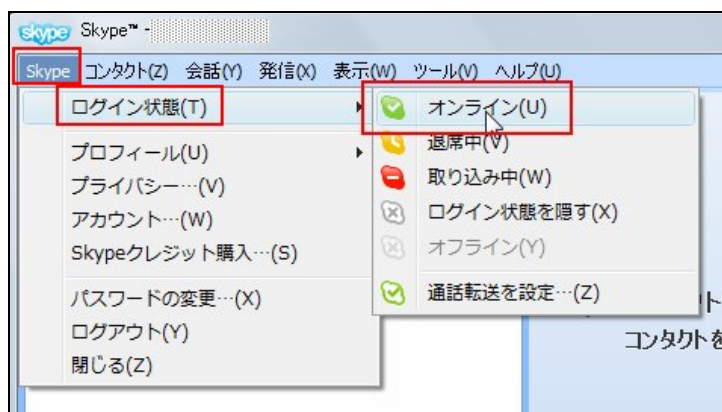 skype Skype™ -
Skype コンタクト(Z) 会話(Y) 発信(X) 表示(W) ツール(V) ヘルプ(U)
ログイン状態(T)
プロフィール(U)
プライバシー…(V)
アカウント…(W)
Skypeクレジット購入…(S)
パスワードの変更…(X)
ログアウト(Y)
閉じる(Z)
オンライン(U)
退席中(V)
取り込み中(W)
ログイン状態を隠す(X)
オフライン(Y)
通話転送を設定…(Z)
ト
コンタクトを